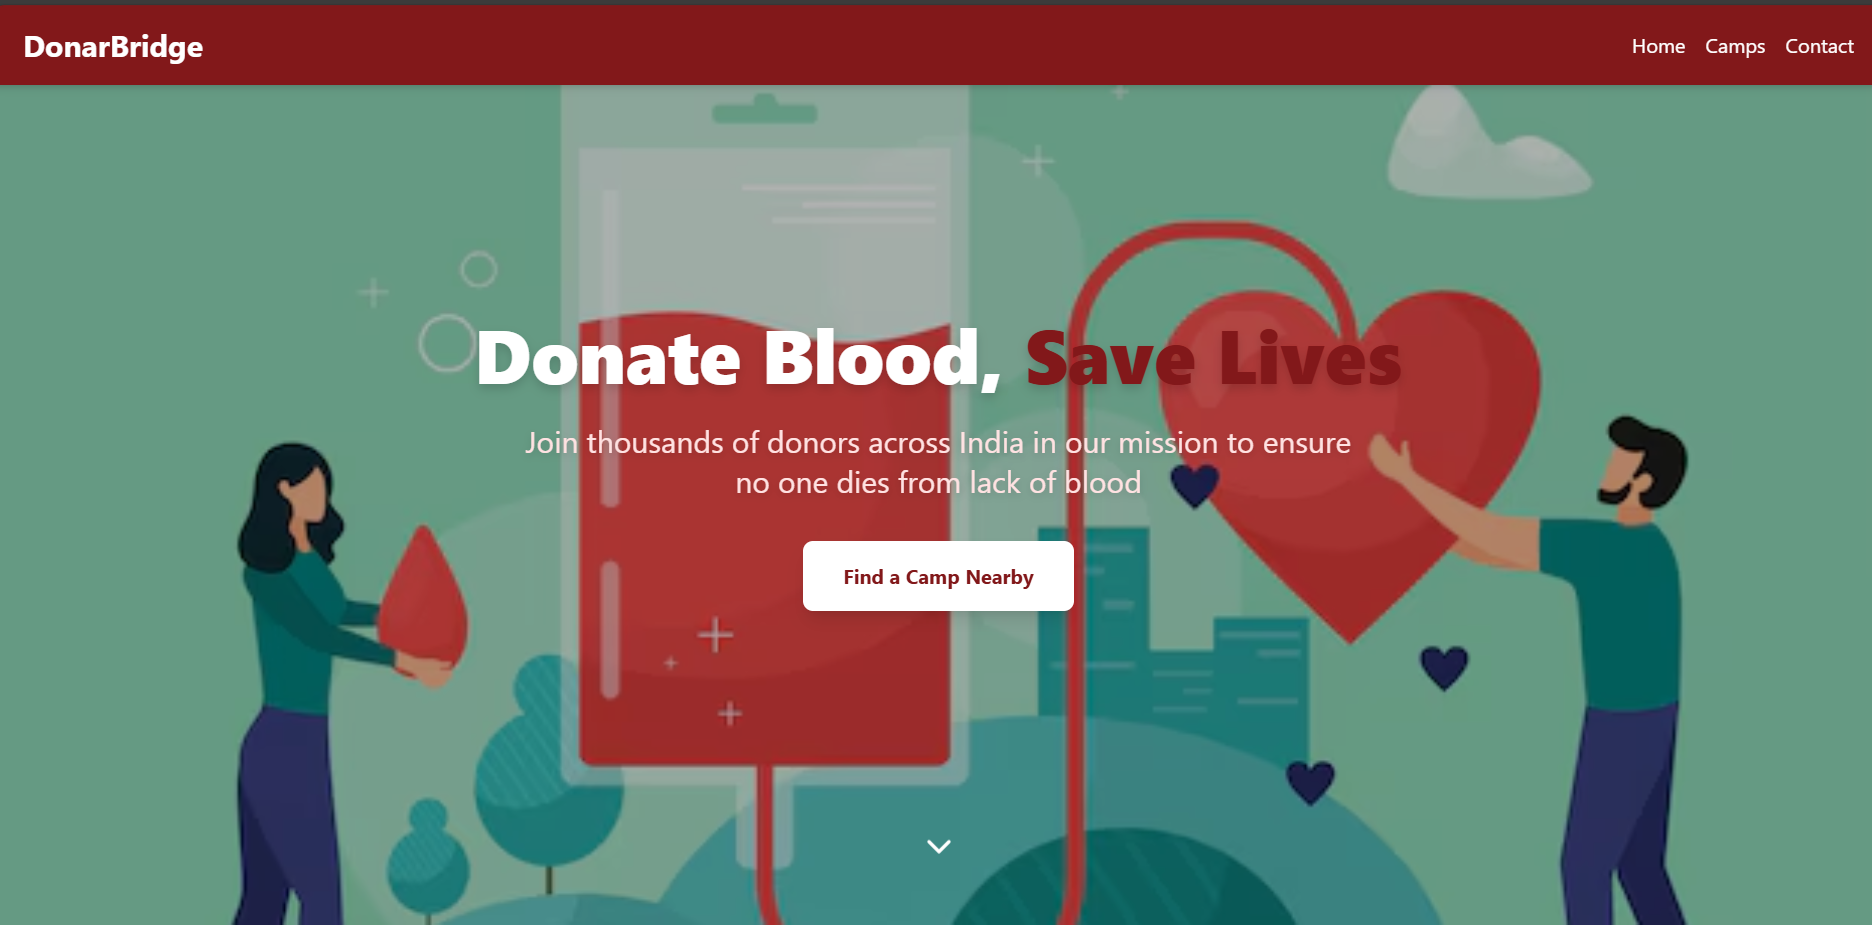 DonarBridge
Home Camps Contact
Donate Blood, Save Lives
Join thousands of donors across India in our mission to ensure
no one dies from lack of blood
Find a Camp Nearby